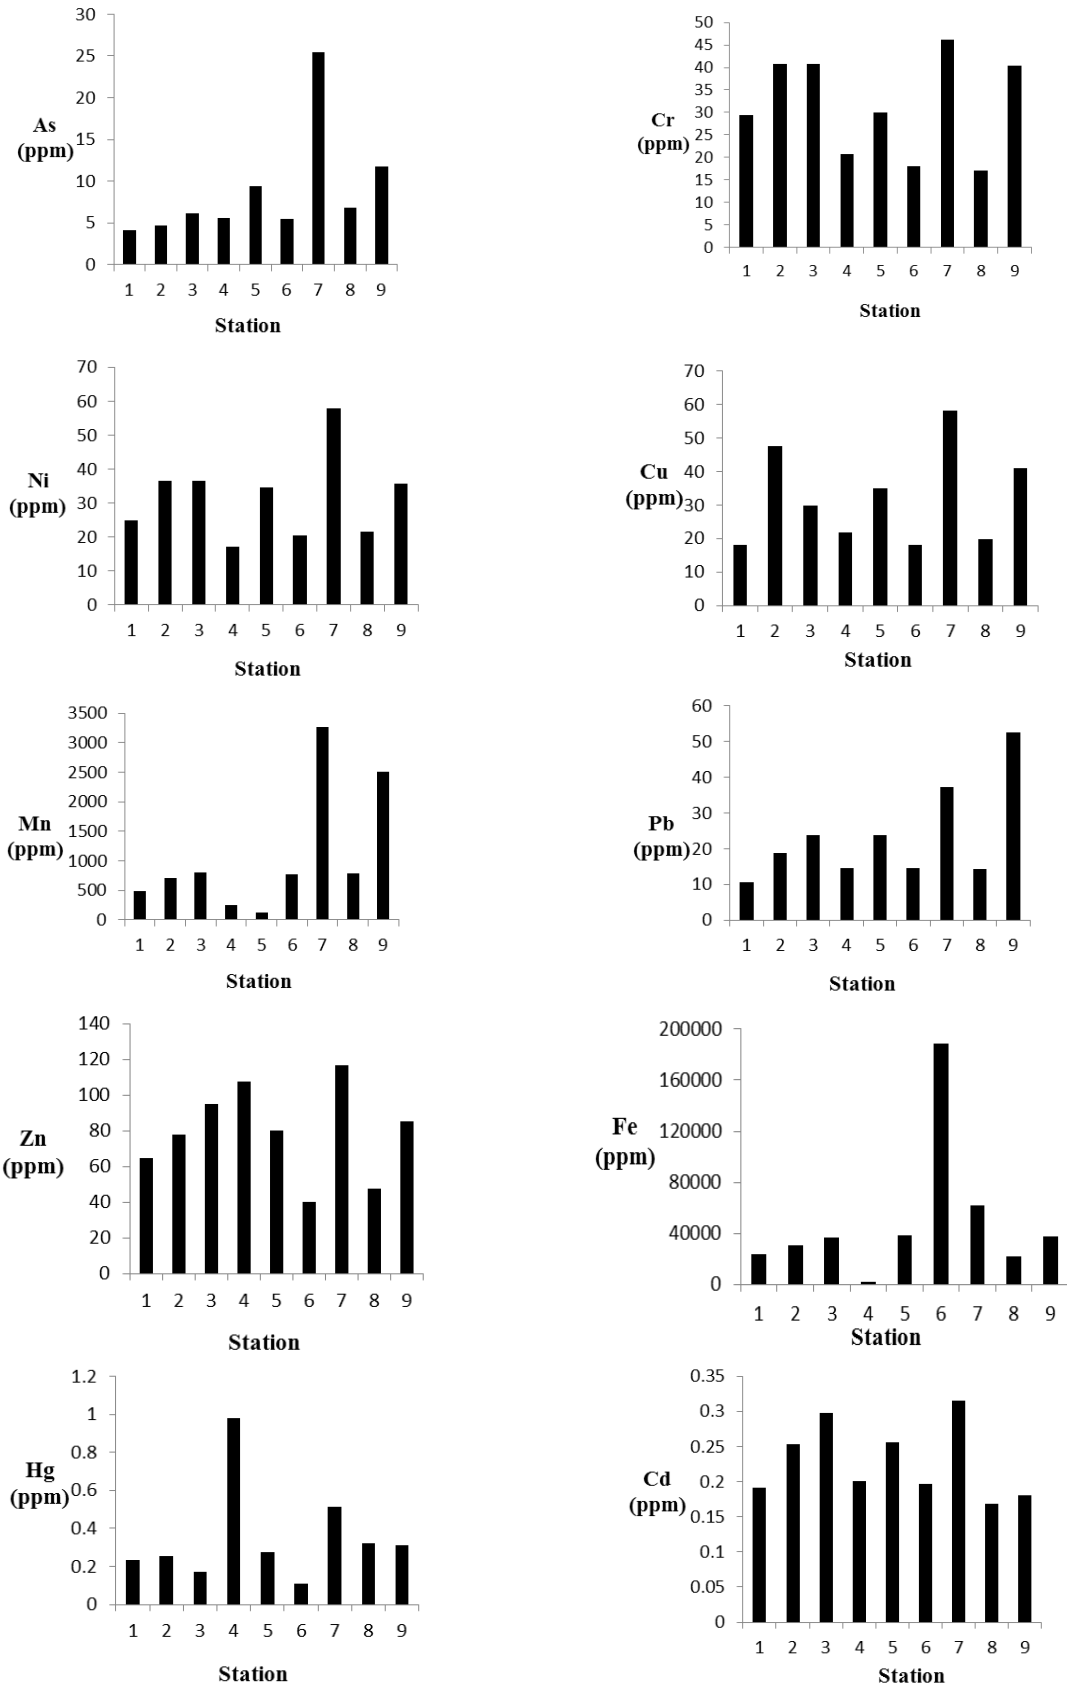 30
25
20
15
10
5
0
As
(ppm)
1 2 3 4 5 6 7 8 9
Station
50
45
40
35
30
25
20
15
10
5
0
Cr
(ppm)
1 2 3 4 5 6 7 8 9
Station
70
60
50
40
30
20
10
0
Ni
(ppm)
1 2 3 4 5 6 7 8 9
Station
70
60
50
40
30
20
10
0
Cu
(ppm)
1 2 3 4 5 6 7 8 9
Station
3500
3000
2500
2000
1500
1000
500
0
Mn
(ppm)
1 2 3 4 5 6 7 8 9
Station
60
50
40
30
20
10
0
Pb
(ppm)
1 2 3 4 5 6 7 8 9
Station
140
120
100
80
60
40
20
0
Zn
(ppm)
1 2 3 4 5 6 7 8 9
Station
200000
160000
120000
80000
40000
0
Fe
(ppm)
1 2 3 4 5 6 7 8 9
Station
1.2
1
0.8
0.6
0.4
0.2
0
Hg
(ppm)
1 2 3 4 5 6 7 8 9
Station
0.35
0.3
0.25
0.2
0.15
0.1
0.05
0
Cd
(ppm)
1 2 3 4 5 6 7 8 9
Station